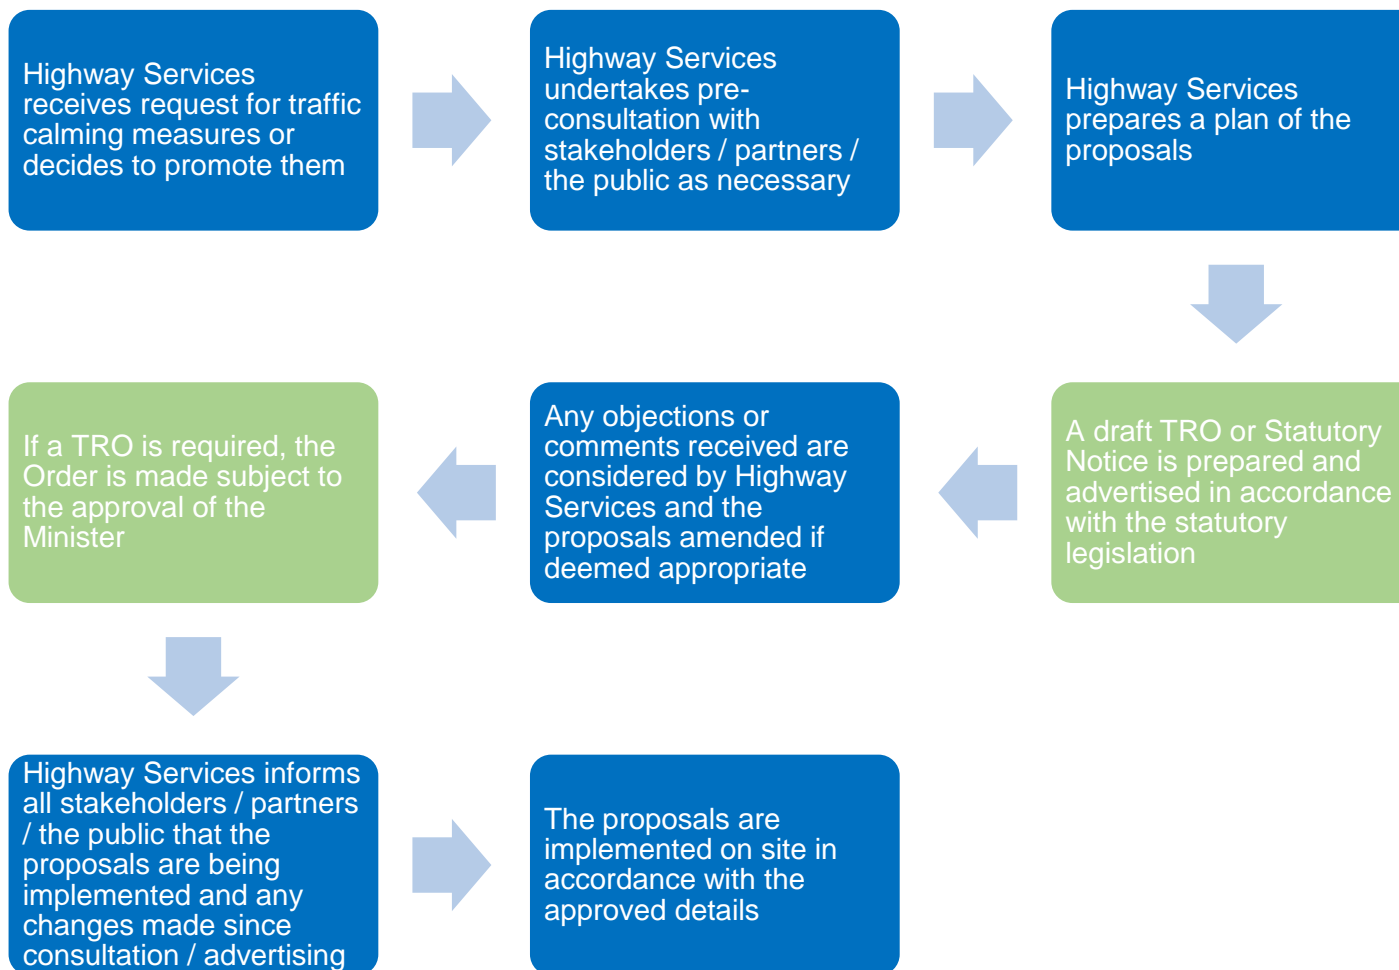 Highway Services
receives request for traffic
calming measures or
decides to promote them
Highway Services
undertakes pre-
consultation with
stakeholders / partners /
the public as necessary
Highway Services
prepares a plan of the
proposals
A draft TRO or Statutory
Notice is prepared and
advertised in accordance
with the statutory
legislation
Any objections or
comments received are
considered by Highway
Services and the
proposals amended if
deemed appropriate
If a TRO is required, the
Order is made subject to
the approval of the
Minister
Highway Services informs
all stakeholders / partners
/ the public that the
proposals are being
implemented and any
changes made since
consultation / advertising
The proposals are
implemented on site in
accordance with the
approved details